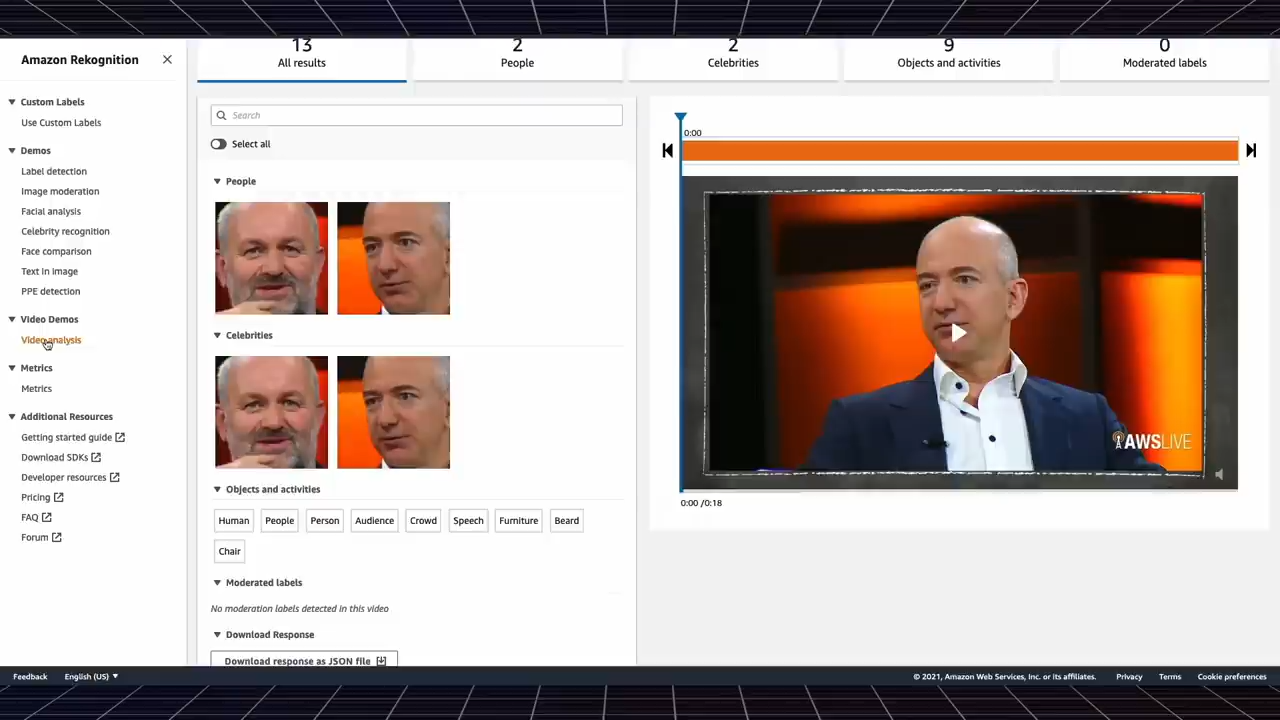 Amazon Rekognition
Custom Labels
Use Custom Labels
Demos
Label detection
Image moderation
Facial analysis
Celebrity recognition
Face comparison
Text in image
PPE detection
Video Demos
Video analysis
Metrics
Metrics
Additional Resources
Getting started guide
Download SDKs
Developer resources
Pricing
FAQ
Forum
13
All results
2
People
2
Celebrities
9
Objects and activities
0
Moderated labels
Search
Select all
People
Celebrities
Objects and activities
Human People Person Audience Crowd Speech Furniture Beard
Chair
Moderated labels
No moderation labels detected in this video
Download Response
Download response as JSON file
0:00
AWSLIVE
0:00 /0:18
Feedback English (US) © 2021, Amazon Web Services, Inc. or its affiliates. Privacy Terms Cookie preferences